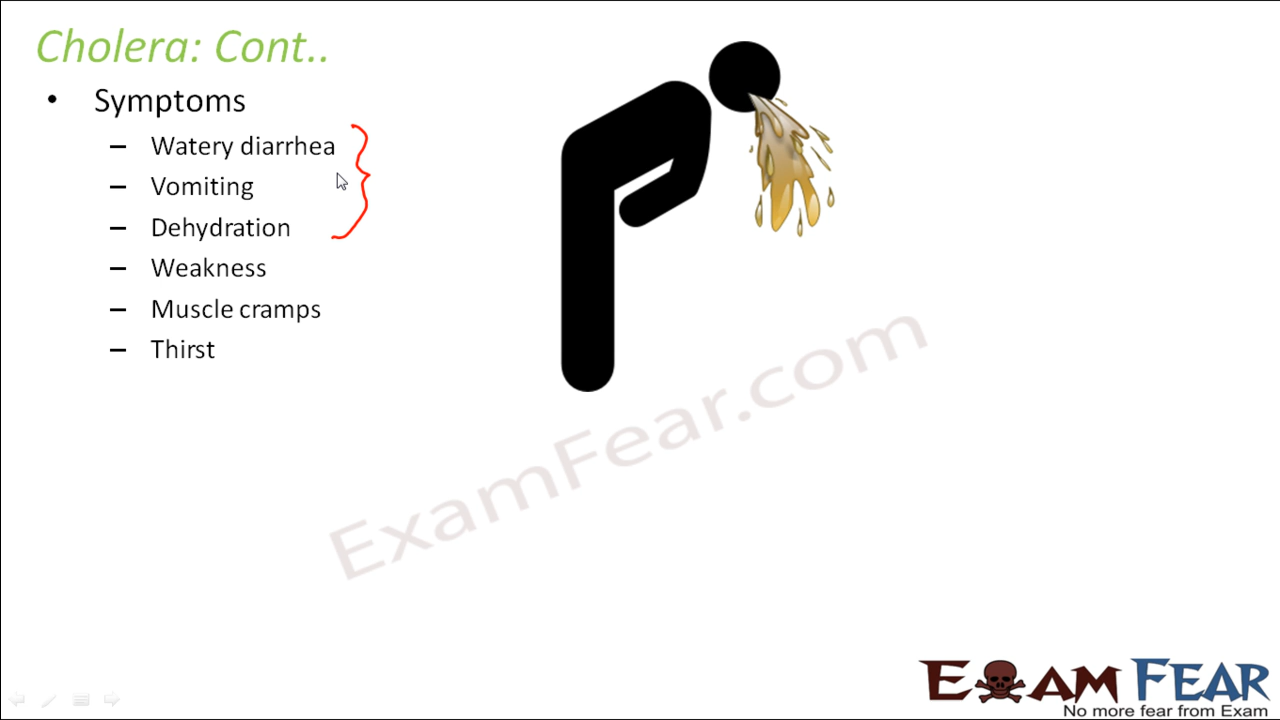 Cholera: Cont..
• Symptoms
– Watery diarrhea
– Vomiting
– Dehydration
– Weakness
– Muscle cramps
– Thirst
ExamFear.com
EXAM FEAR
No more fear from Exam